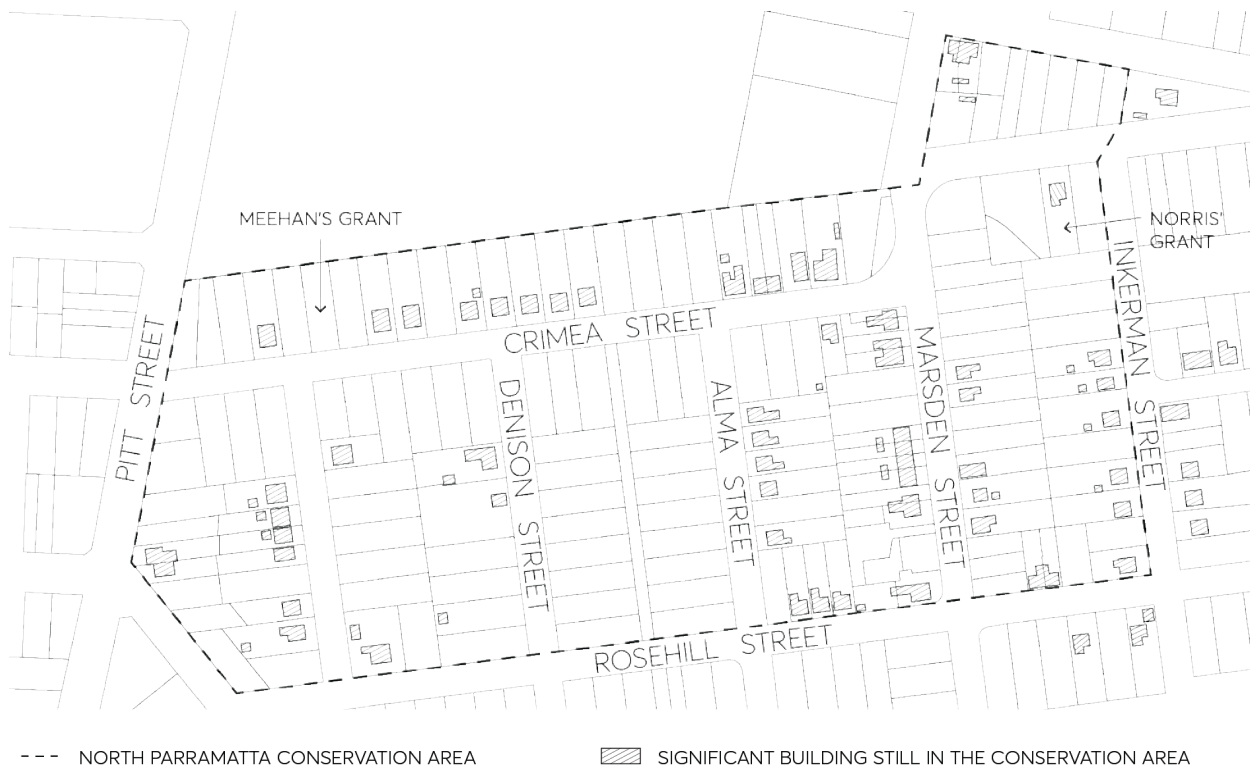 MEEHAN'S GRANT
NORRIS'
GRANT
PITT STREET
CRIMEA STREET
DENISON STREET
ALMA STREET
MARSDEN STREET
INKERMAN STREET
ROSEHILL STREET
NORTH PARRAMATTA CONSERVATION AREA
SIGNIFICANT BUILDING STILL IN THE CONSERVATION AREA